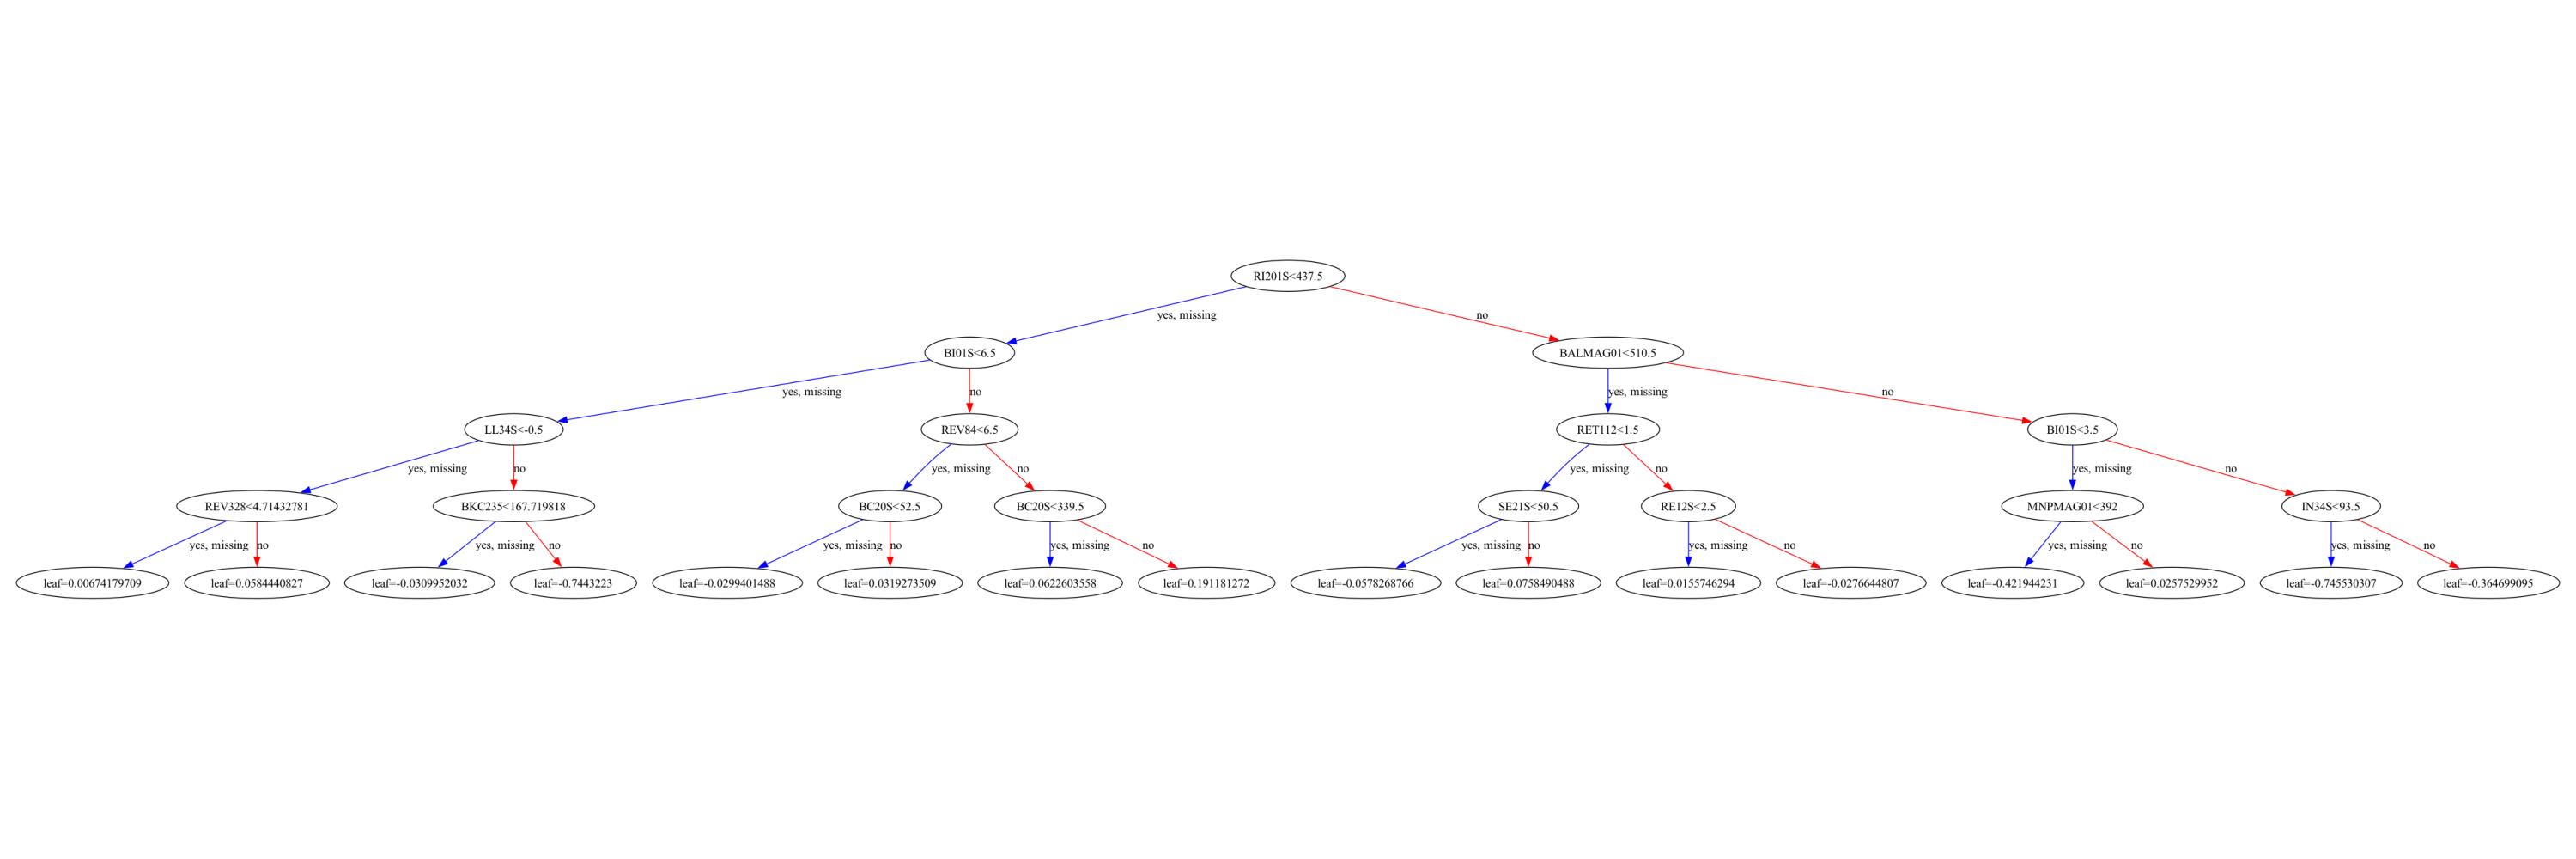 RI201S<437.5
yes, missing
no
BI01S<6.5
BALMAG01<510.5
yes, missing
no
yes, missing
no
LL34S<-0.5
REV84<6.5
RET112<1.5
BI01S<3.5
yes, missing
no
yes, missing
no
yes, missing
no
yes, missing
no
REV328<4.71432781
BKC235<167.719818
BC20S<52.5
BC20S<339.5
SE21S<50.5
RE12S<2.5
MNPMAG01<392
IN34S<93.5
yes, missing
no
yes, missing
no
yes, missing
no
yes, missing
no
yes, missing
no
yes, missing
no
yes, missing
no
yes, missing
no
leaf=0.00674179709
leaf=0.0584440827
leaf=-0.0309952032
leaf=-0.7443223
leaf=-0.0299401488
leaf=0.0319273509
leaf=0.0622603558
leaf=0.191181272
leaf=-0.0578268766
leaf=0.0758490488
leaf=0.0155746294
leaf=-0.0276644807
leaf=-0.421944231
leaf=0.0257529952
leaf=-0.745530307
leaf=-0.364699095